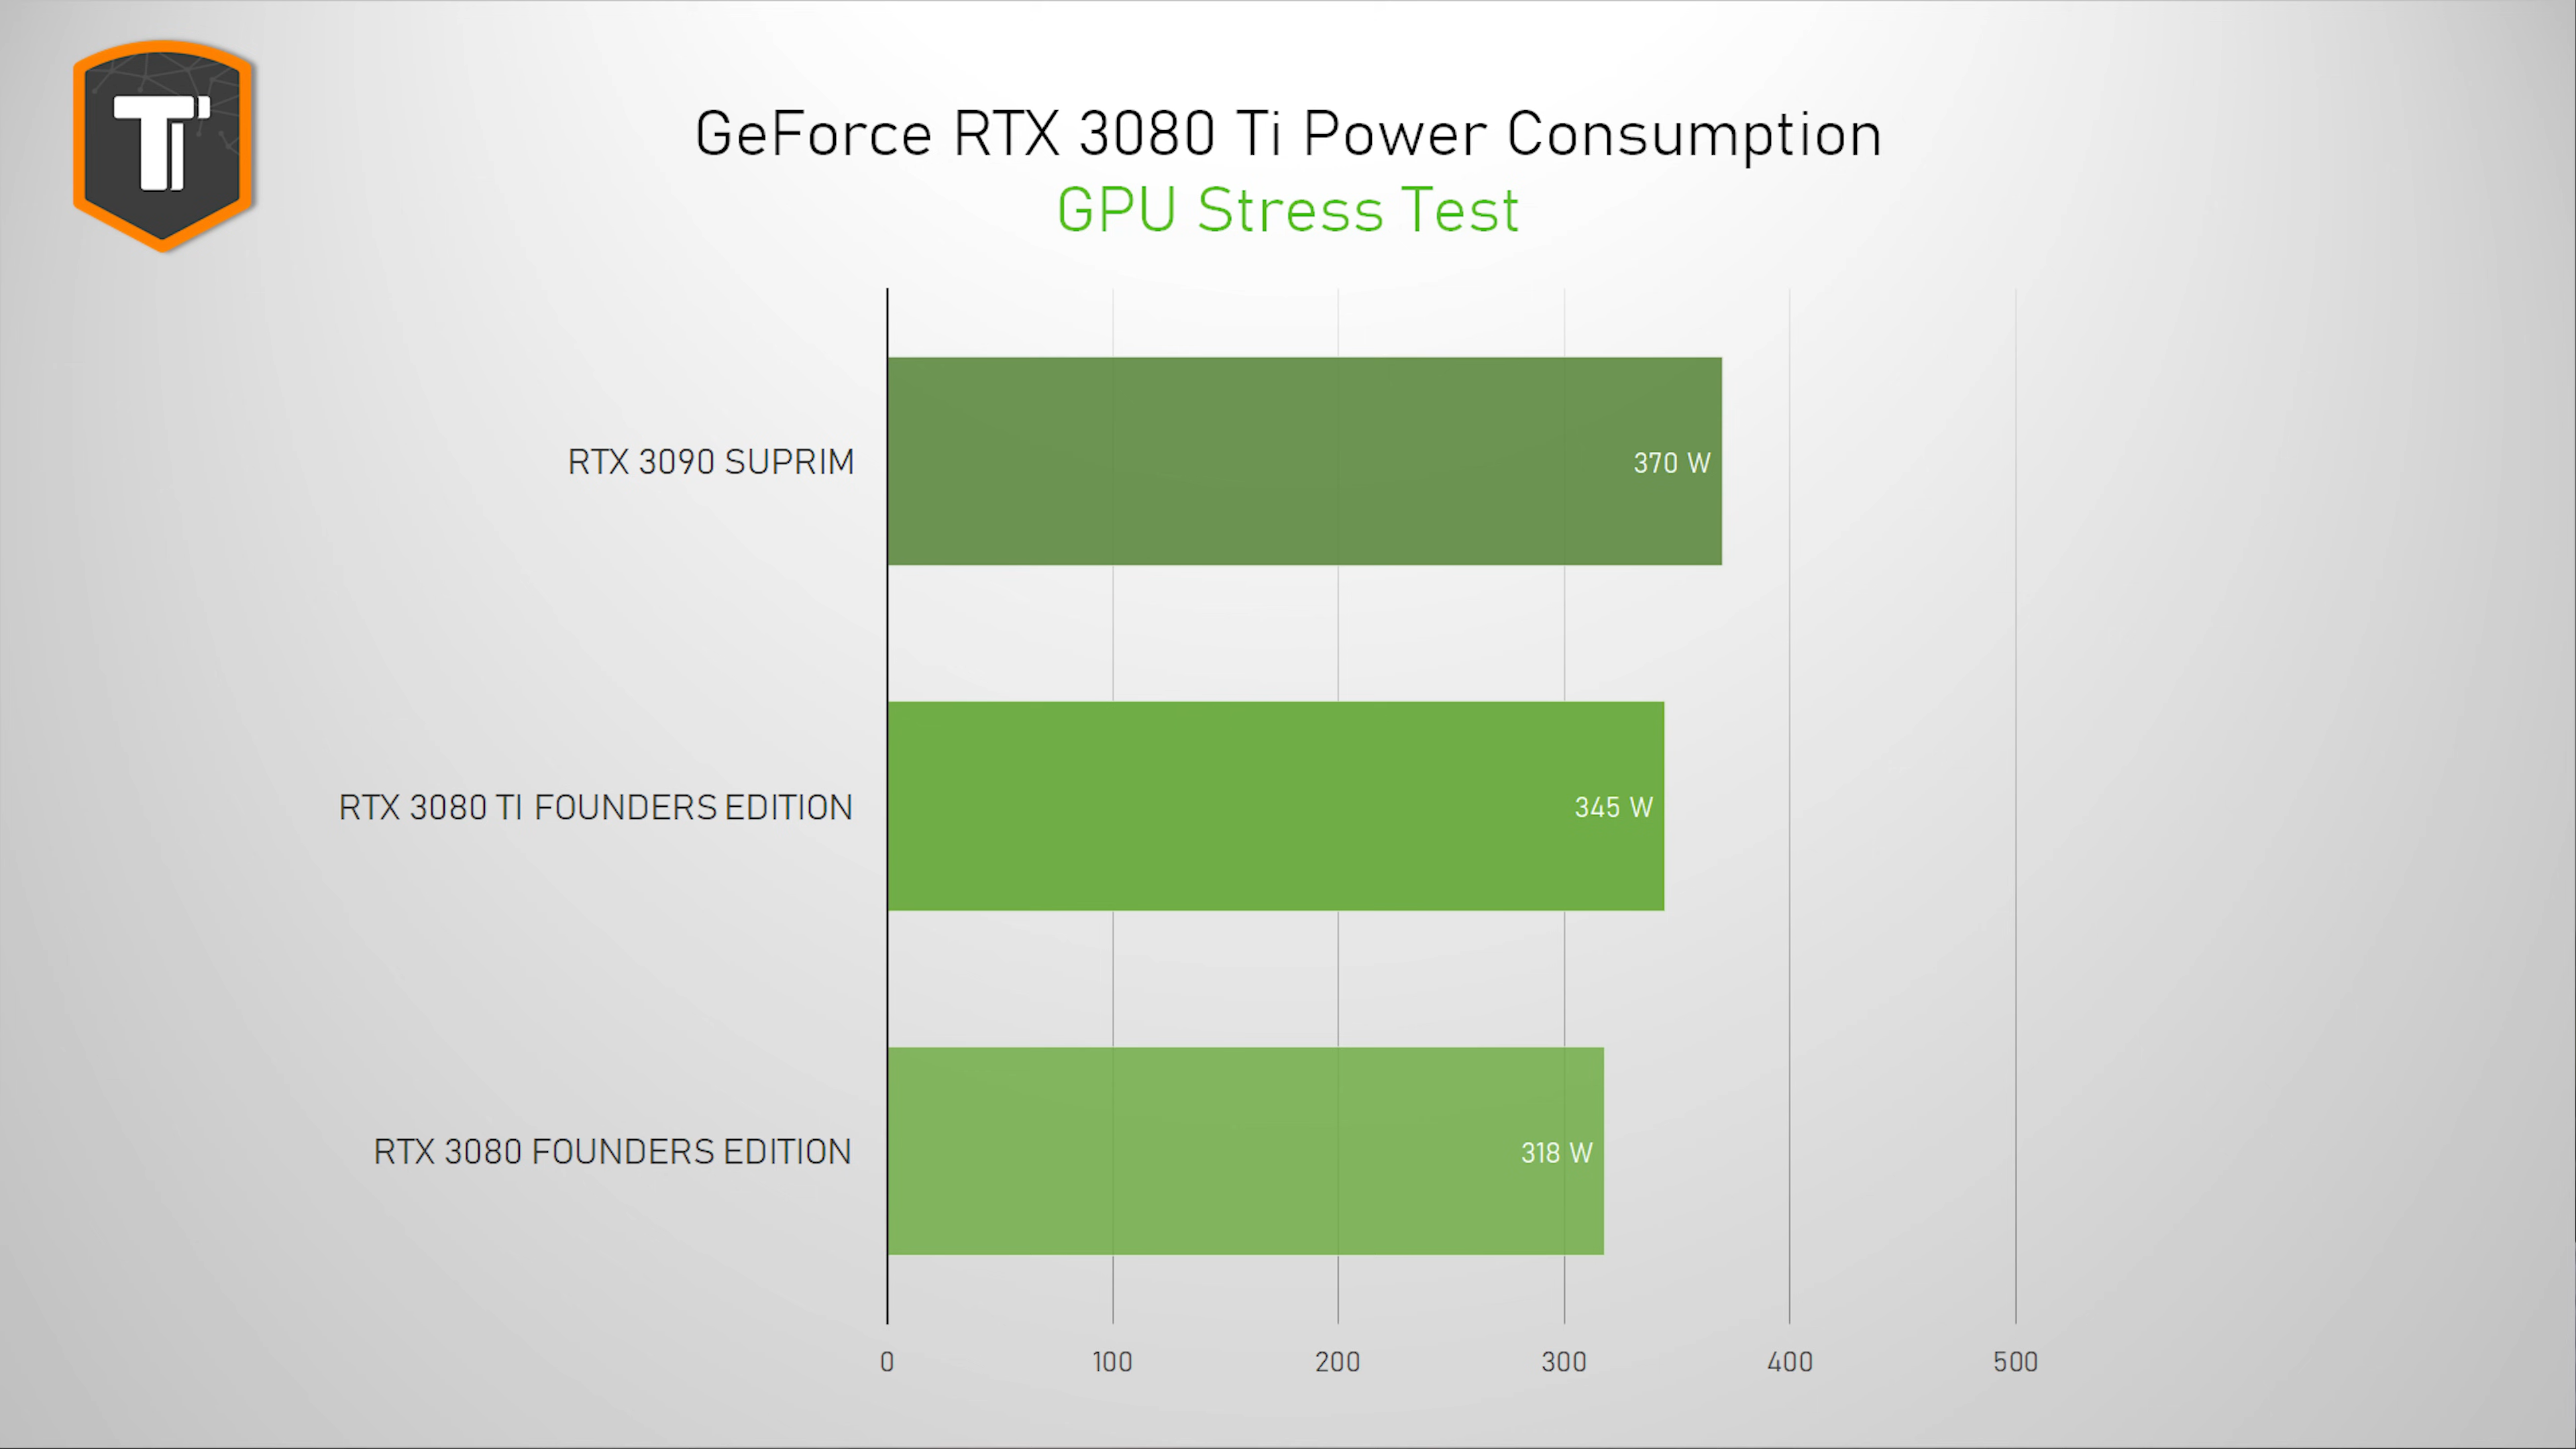 Ti
GeForce RTX 3080 Ti Power Consumption
GPU Stress Test
RTX 3090 SUPRIM
370 W
RTX 3080 TI FOUNDERS EDITION
345 W
RTX 3080 FOUNDERS EDITION
318 W
0 100 200 300 400 500